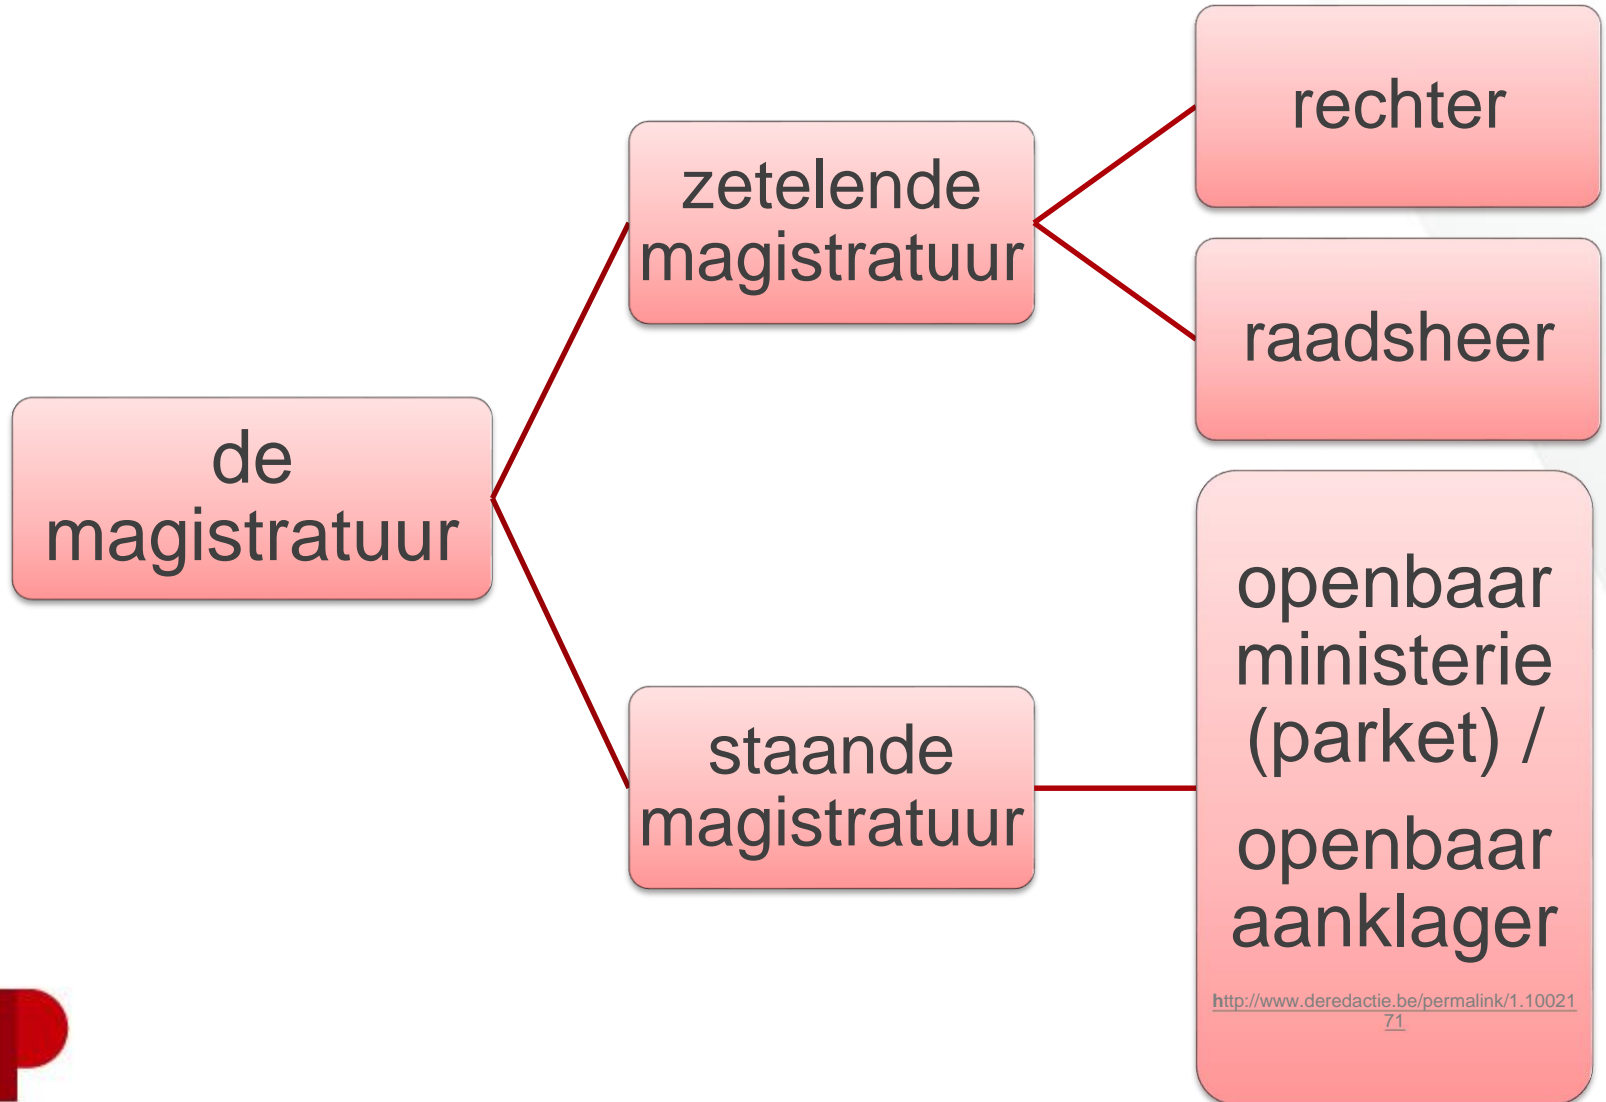 de
magistratuur
zetelende
magistratuur
rechter
raadsheer
staande
magistratuur
openbaar
ministerie
(parket) /
openbaar
aanklager
http://www.deredactie.be/permalink/1.10021
71